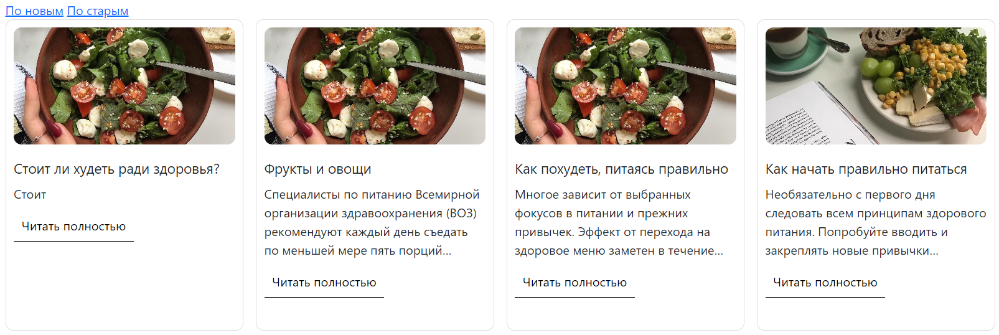 По новым По старым
Стоит ли худеть ради здоровья?
Стоит
Читать полностью
Фрукты и овощи
Специалисты по питанию Всемирной
организации здравоохранения (ВОЗ)
рекомендуют каждый день съедать
по меньшей мере пять порций...
Читать полностью
Как похудеть, питаясь правильно
Многое зависит от выбранных
фокусов в питании и прежних
привычек. Эффект от перехода на
здоровое меню заметен в течение...
Читать полностью
Как начать правильно питаться
Необязательно с первого дня
следовать всем принципам здорового
питания. Попробуйте вводить и
закреплять новые привычки...
Читать полностью